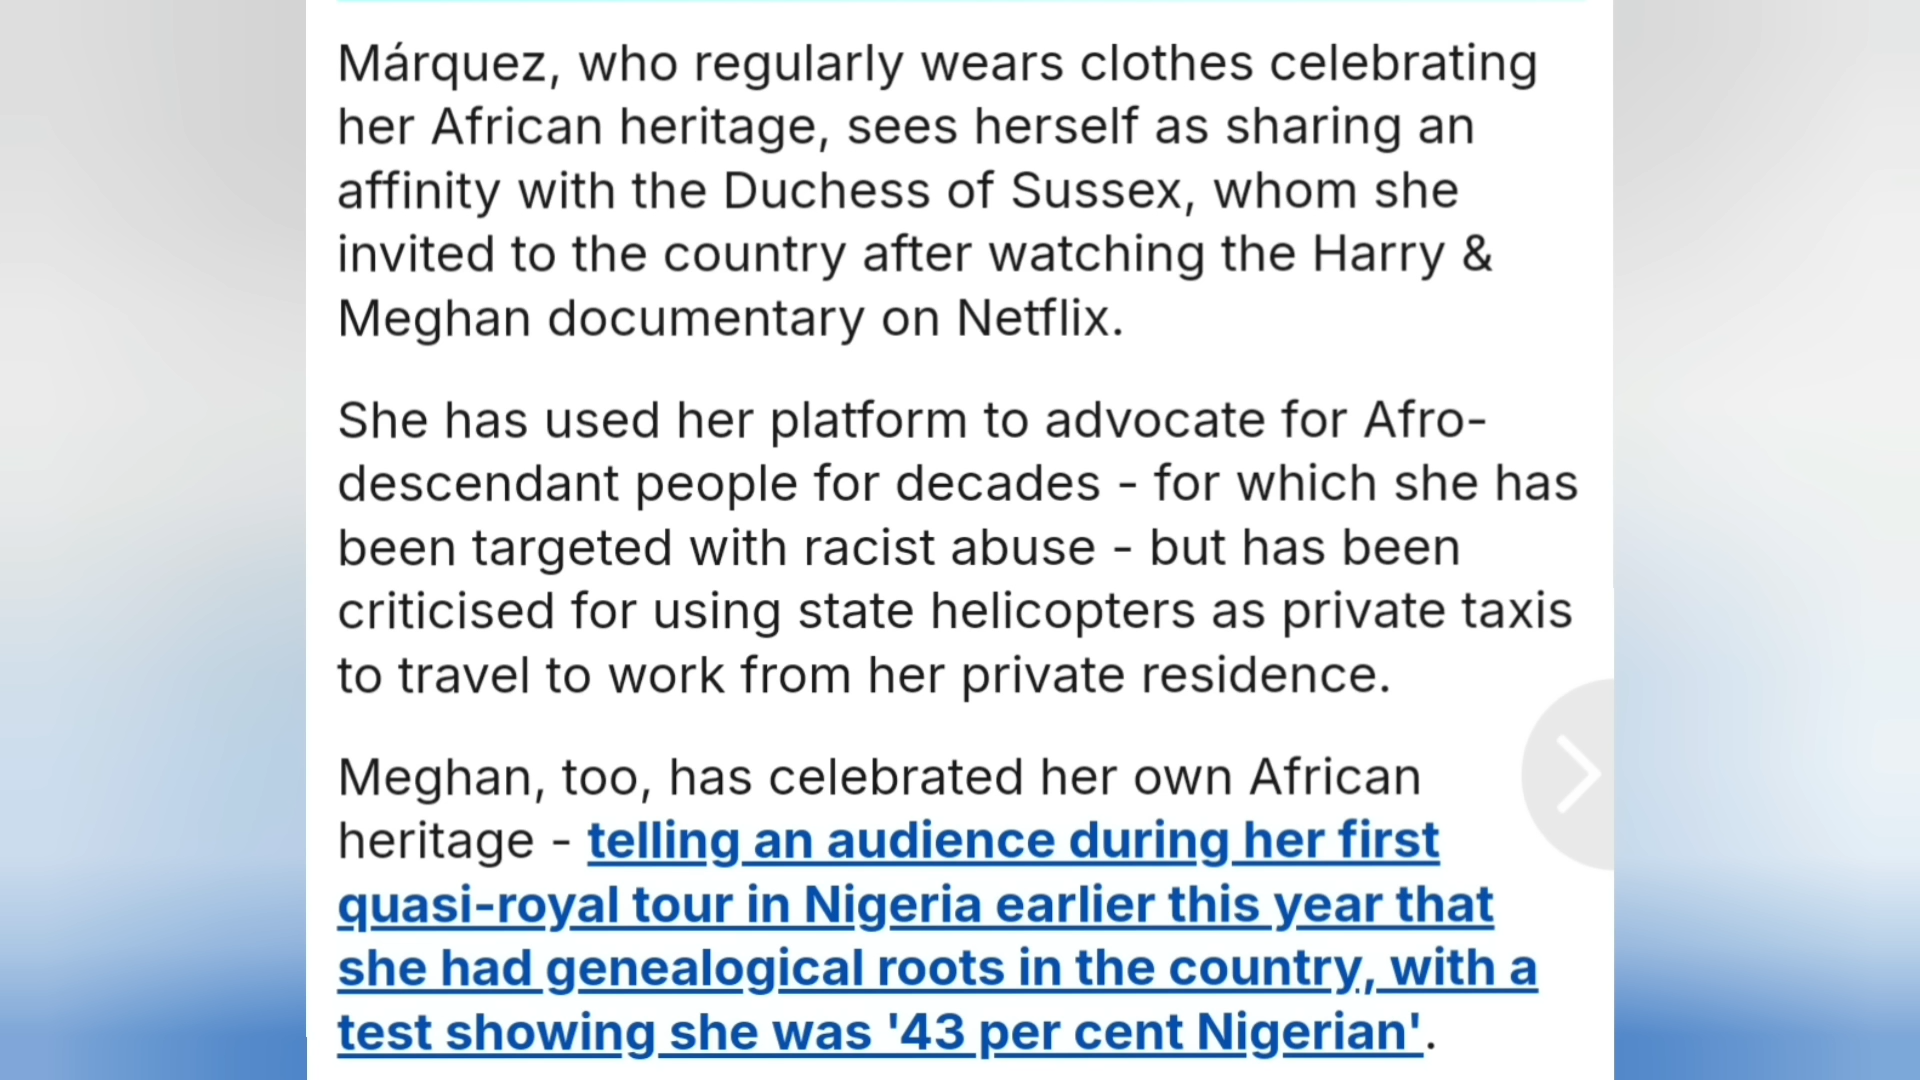 Márquez, who regularly wears clothes celebrating
her African heritage, sees herself as sharing an
affinity with the Duchess of Sussex, whom she
invited to the country after watching the Harry &
Meghan documentary on Netflix.
She has used her platform to advocate for Afro-
descendant people for decades - for which she has
been targeted with racist abuse - but has been
criticised for using state helicopters as private taxis
to travel to work from her private residence.
Meghan, too, has celebrated her own African
heritage - telling an audience during her first
quasi-royal tour in Nigeria earlier this year that
she had genealogical roots in the country, with a
test showing she was '43 per cent Nigerian'.